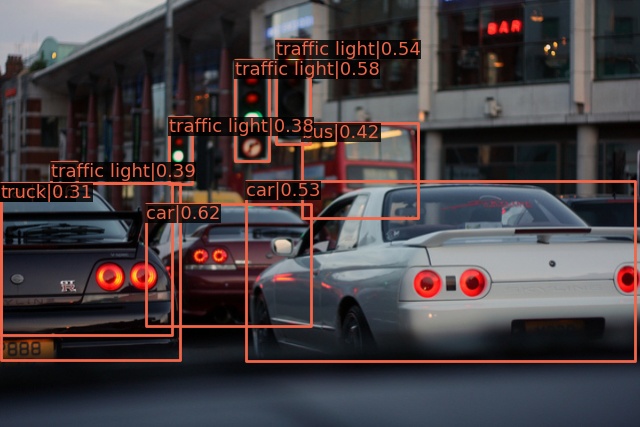 traffic light|0.54
traffic light|0.58
BAR
traffic light|0.38
bus|0.42
traffic light|0.39
truck|0.31
car|0.53
car|0.62
R
888